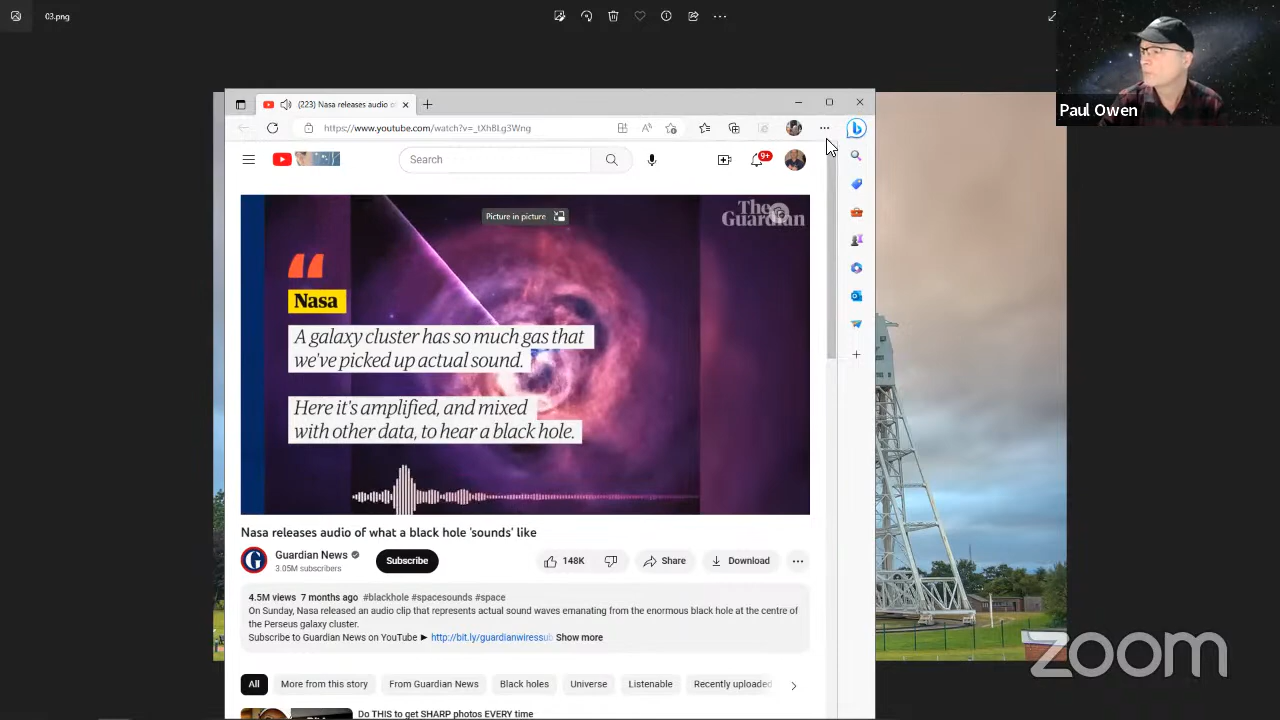 03.png
Paul Owen
(223) Nasa releases audio o
https://www.youtube.com/watch?v=_tXhBLg3Wng
Search
9+
Picture in picture
The Guardian
Nasa
A galaxy cluster has so much gas that
we've picked up actual sound.
Here it's amplified, and mixed
with other data, to hear a black hole.
Nasa releases audio of what a black hole 'sounds' like
Guardian News
3.05M subscribers
Subscribe
148K
Share
Download
4.5M views 7 months ago #blackhole #spacesounds #space
On Sunday, Nasa released an audio clip that represents actual sound waves emanating from the enormous black hole at the centre of
the Perseus galaxy cluster.
Subscribe to Guardian News on YouTube ► http://bit.ly/guardianwiressub Show more
zoom
All
More from this story
From Guardian News
Black holes
Universe
Listenable
Recently uploaded
Do THIS to get SHARP photos EVERY time